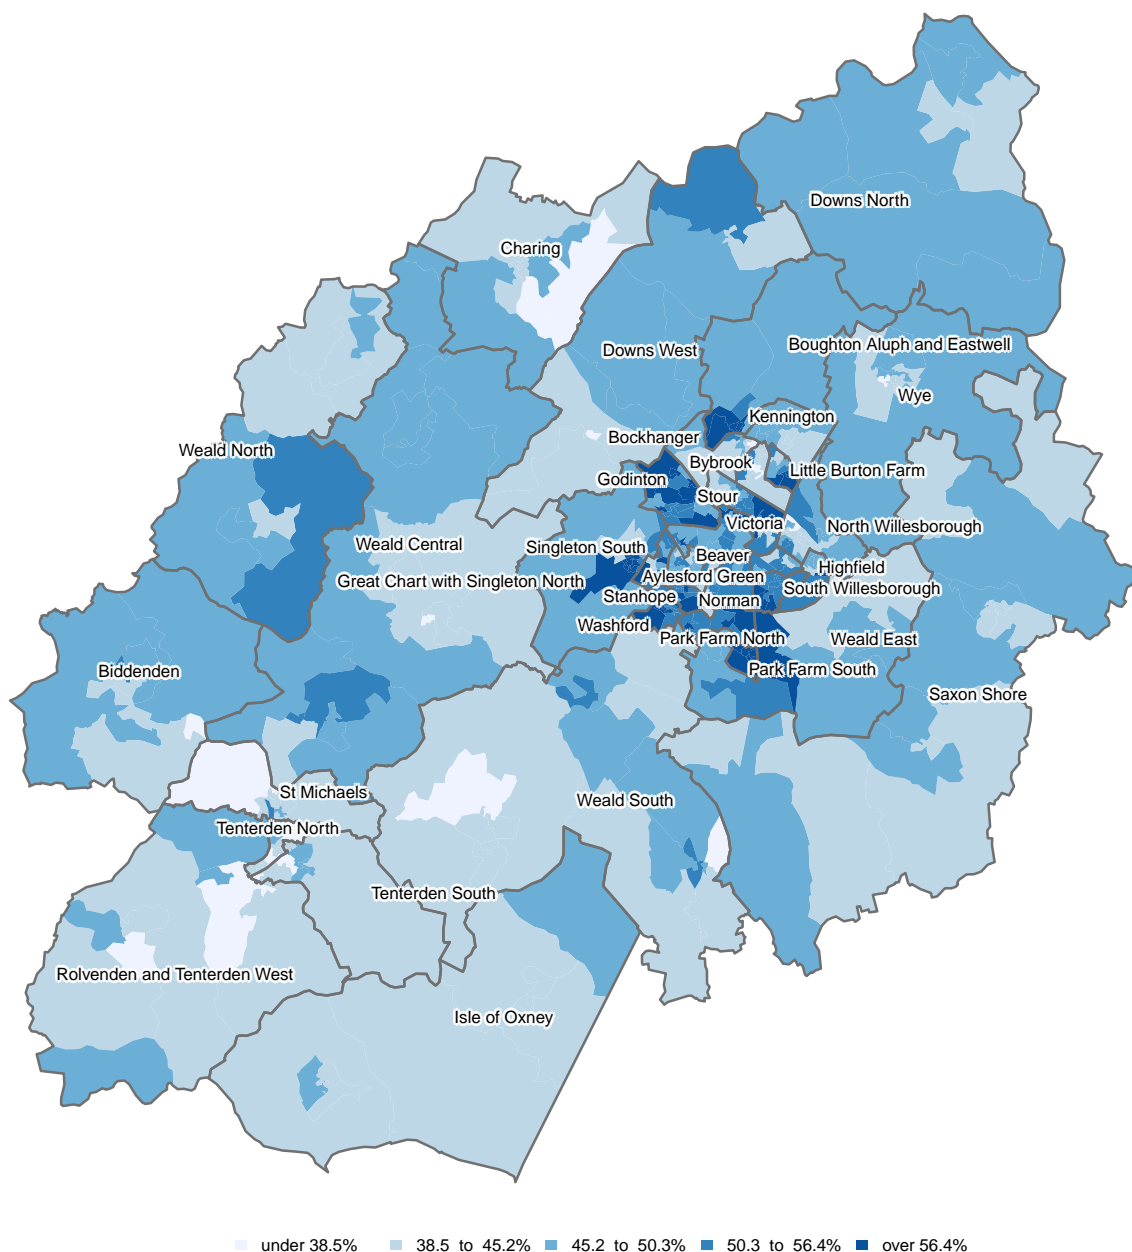 Downs North
Charing
Boughton Aluph and Eastwell
Downs West
Wye
Kennington
Bockhanger
Weald North
Bybrook
Little Burton Farm
Godinton
Stour
Victoria
North Willesborough
Weald Central
Singleton South
Beaver
Highfield
Great Chart with Singleton North
Aylesford Green
South Willesborough
Stanhope
Norman
Washford
Park Farm North
Weald East
Biddenden
Park Farm South
Saxon Shore
St Michaels
Weald South
Tenterden North
Tenterden South
Rolvenden and Tenterden West
Isle of Oxney
under 38.5% 38.5 to 45.2% 45.2 to 50.3% 50.3 to 56.4% over 56.4%